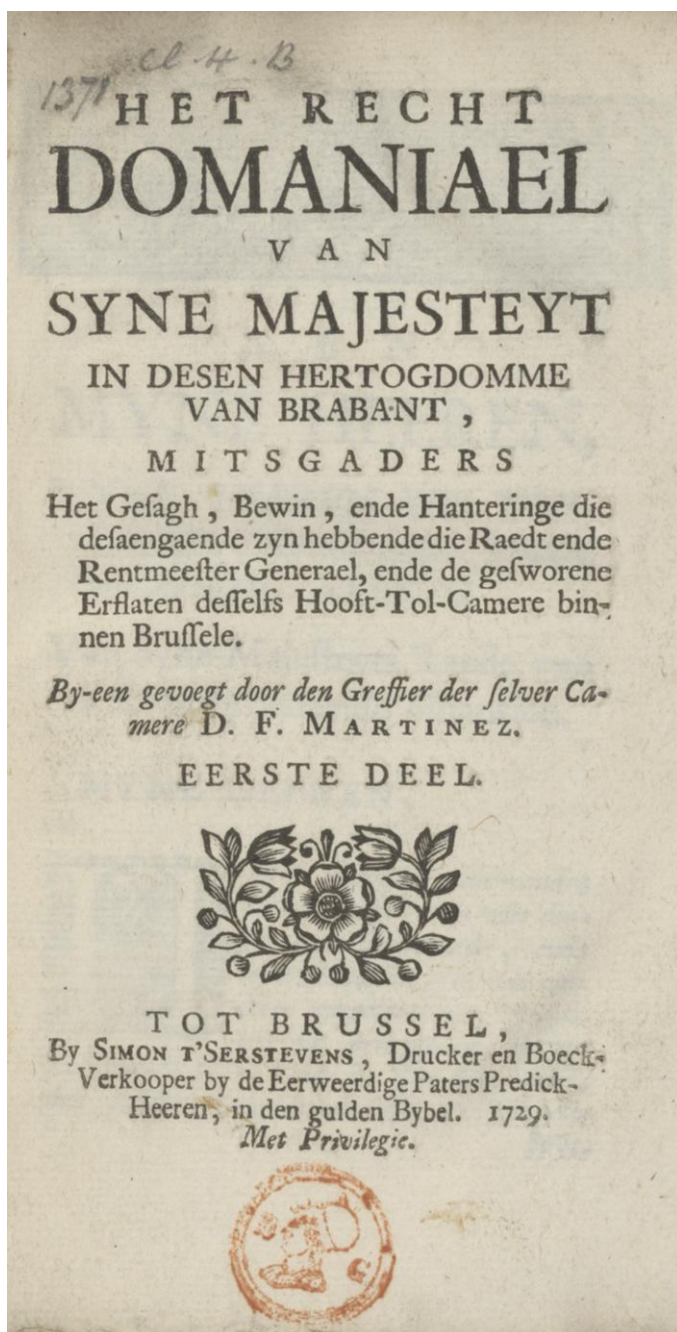 Cl. H. B
1371
HET RECHT
DOMANIAEL
VAN
SYNE MAJESTEYT
IN DESEN HERTOGDOMME
VAN BRABANT ,
MITSGADERS
Het Geſagh , Bewin , ende Hanteringe die
deſaengaende zyn hebbende die Raedt ende
Rentmeeſter Generael, ende de geſworene
Erflaten deſſelfs Hooft-Tol-Camere bin-
nen Bruſſele.
By-een gevoegt door den Greffier der ſelver Ca-
mere D. F. MARTINEZ.
EERSTE DEEL.
TOT BRUSSEL,
By SIMON T'SERSTEVENS , Drucker en Boeck-
Verkooper by de Eerweerdige Paters Predick-
Heeren, in den gulden Bybel. 1729.
Met Privilegie.